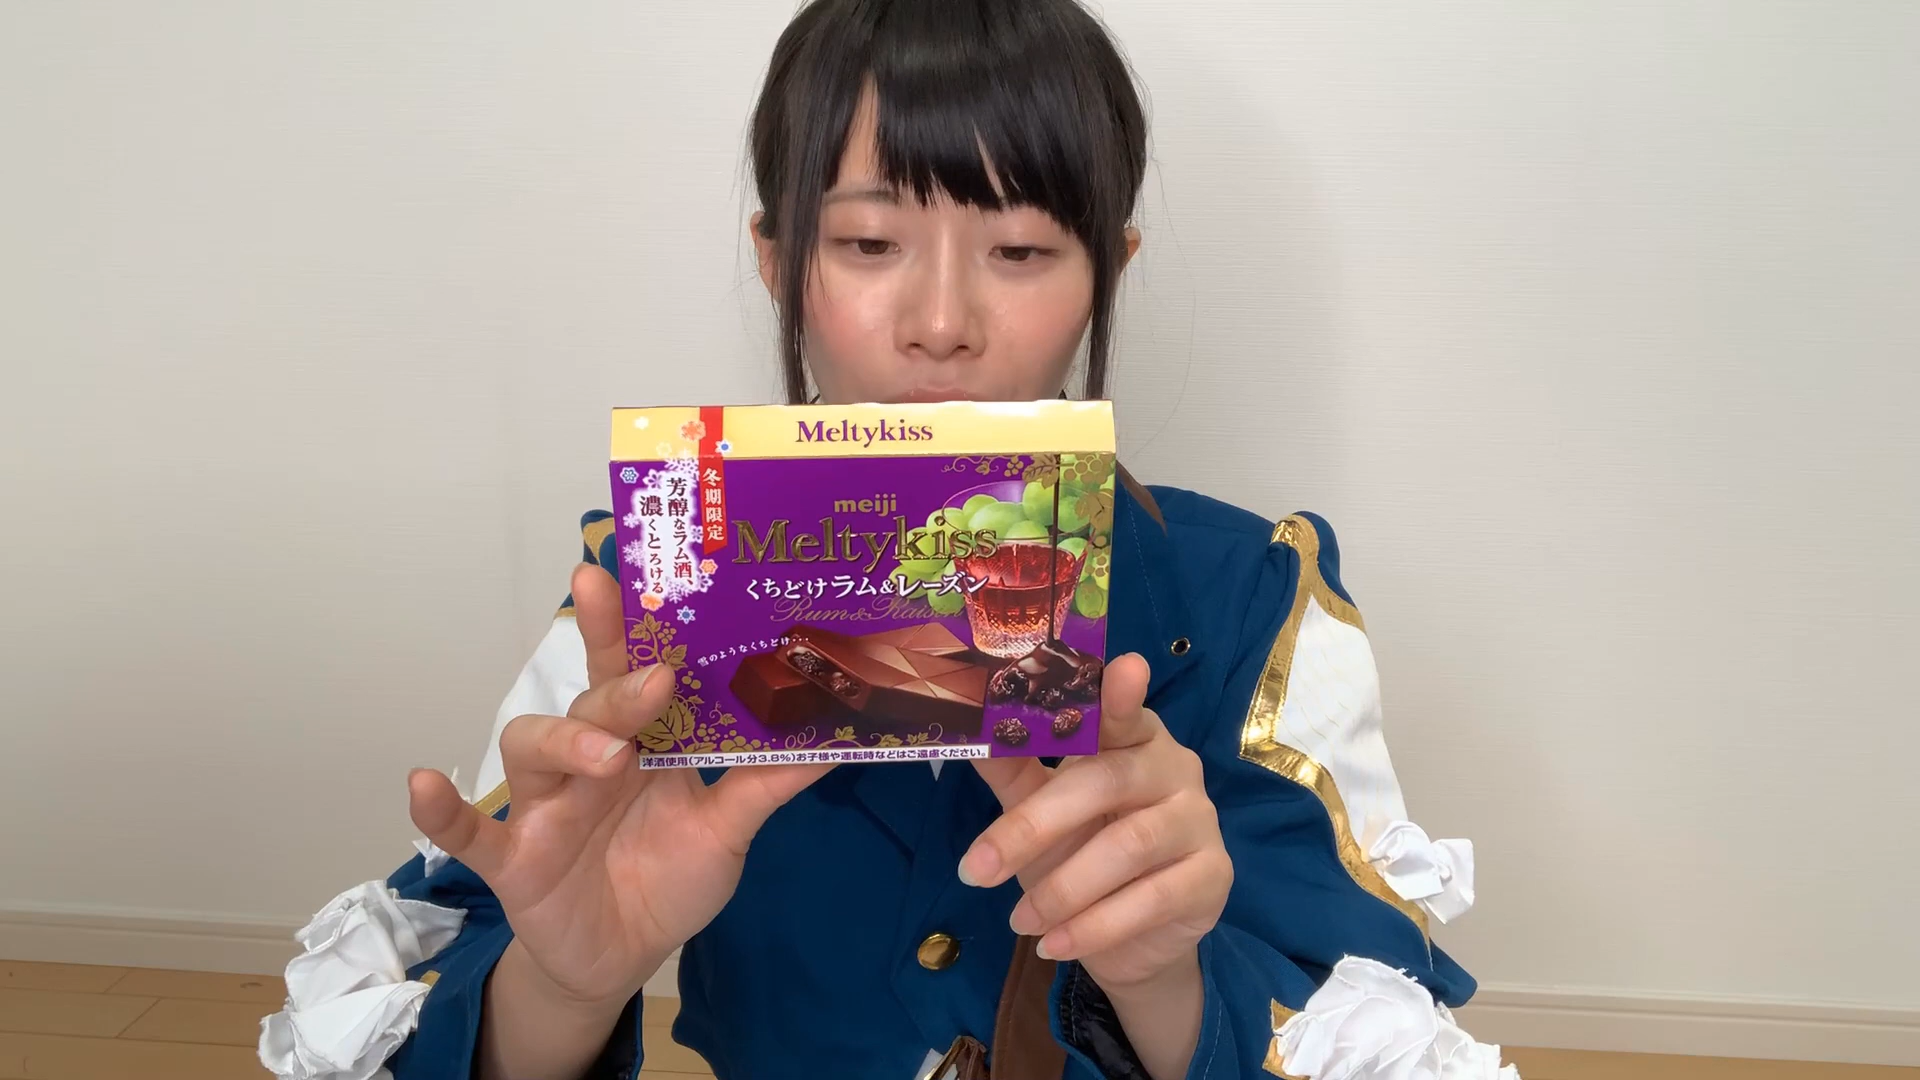 Meltykiss
冬期限定
芳醇なラム酒、
濃くとろける
meiji
Meltykiss
くちどけラム&レーズン
Rum&Raisin
雪のようなくちどけ・・・
洋酒使用(アルコール分3.8%)お子様や運転時などはご遠慮ください。